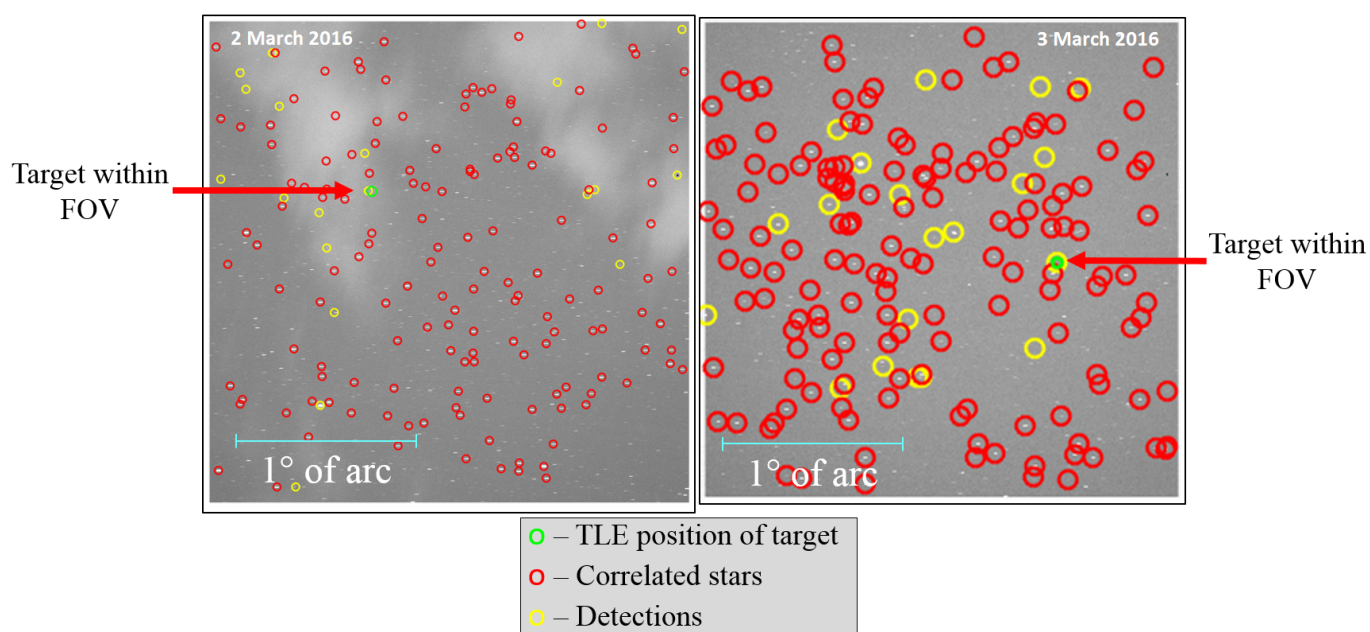 2 March 2016
3 March 2016
Target within
FOV
Target within
FOV
1° of arc
1° of arc
– TLE position of target
– Correlated stars
– Detections